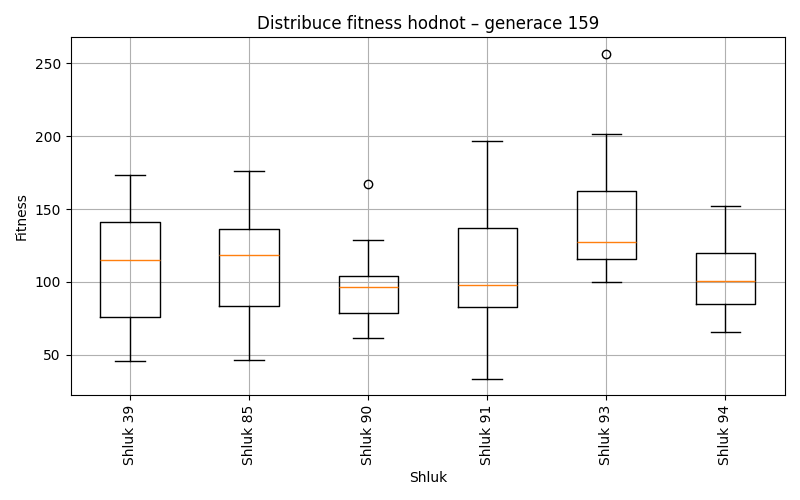 Distribuce fitness hodnot – generace 159
Fitness
250
200
150
100
50
Shluk 39
Shluk 85
Shluk 90
Shluk 91
Shluk 93
Shluk 94
Shluk